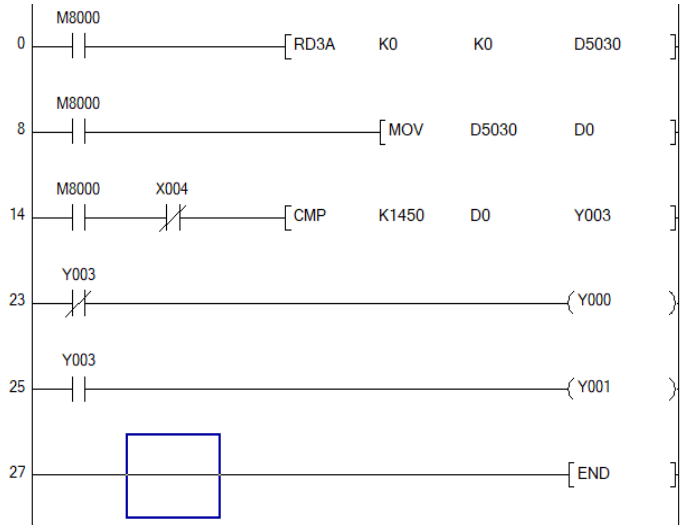 M8000
0 RD3A K0 K0 D5030
M8000
8 MOV D5030 D0
M8000 X004
14 CMP K1450 D0 Y003
Y003
23 Y000
Y003
25 Y001
27 END